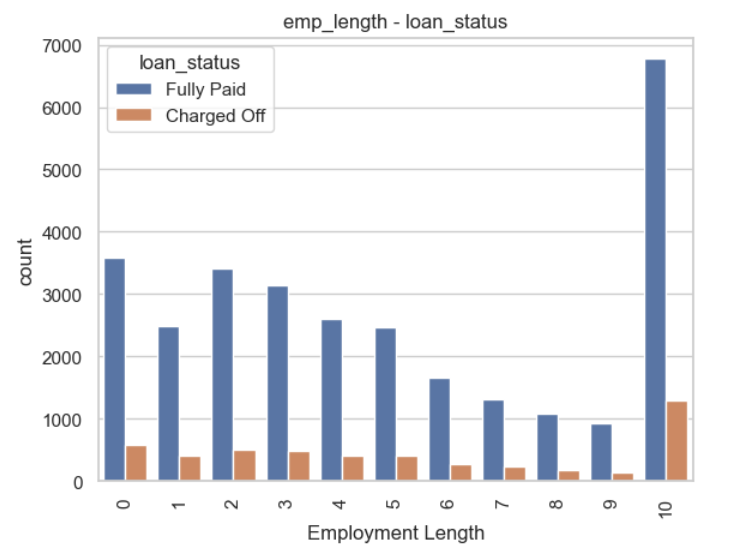 emp_length - loan_status
loan_status
Fully Paid
Charged Off
7000
6000
5000
4000
3000
2000
1000
0
count
0 1 2 3 4 5 6 7 8 9 10
Employment Length